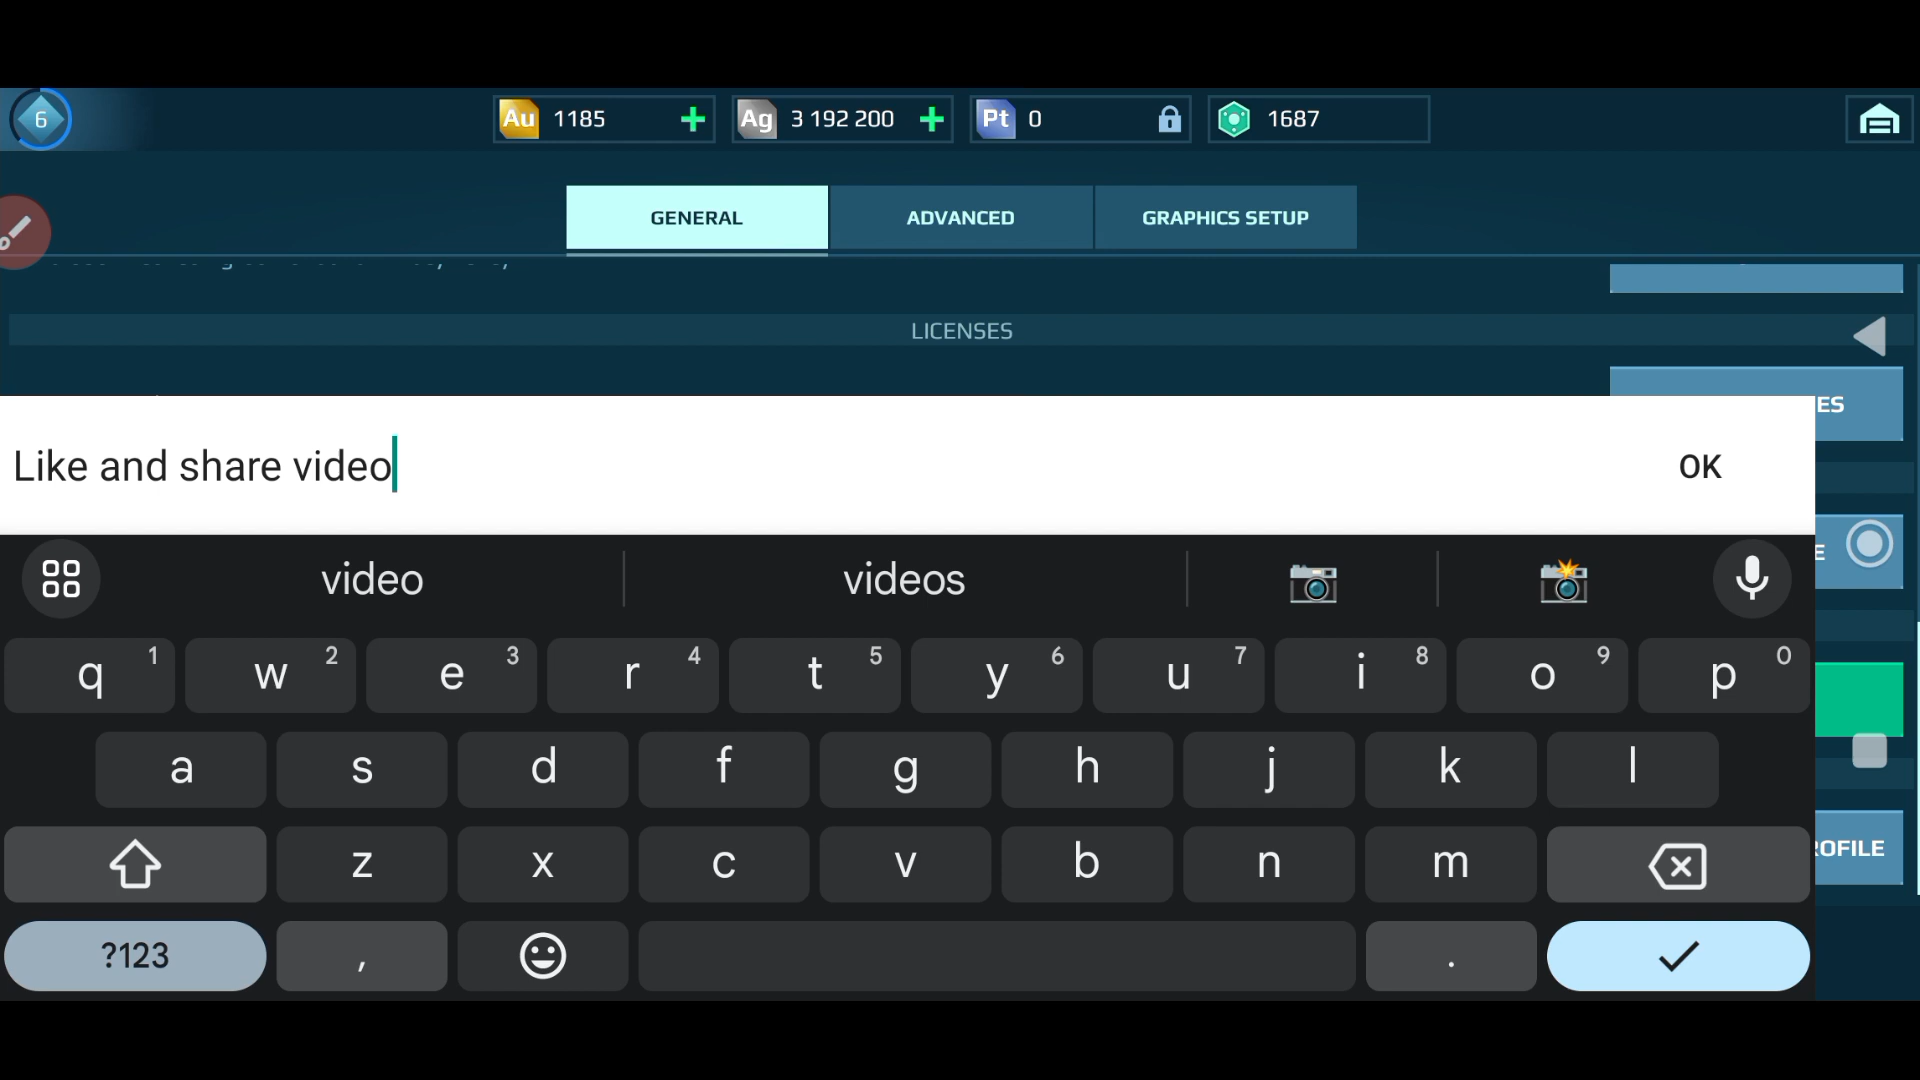 6 Au 1185 Ag 3 192 200 Pt 0 1687
GENERAL ADVANCED GRAPHICS SETUP
LICENSES
ES
Like and share video OK
E
video videos
q 1 w 2 e 3 r 4 t 5 y 6 u 7 i 8 o 9 p 0
a s d f g h j k l
z x c v b n m
ROFILE
?123 , .